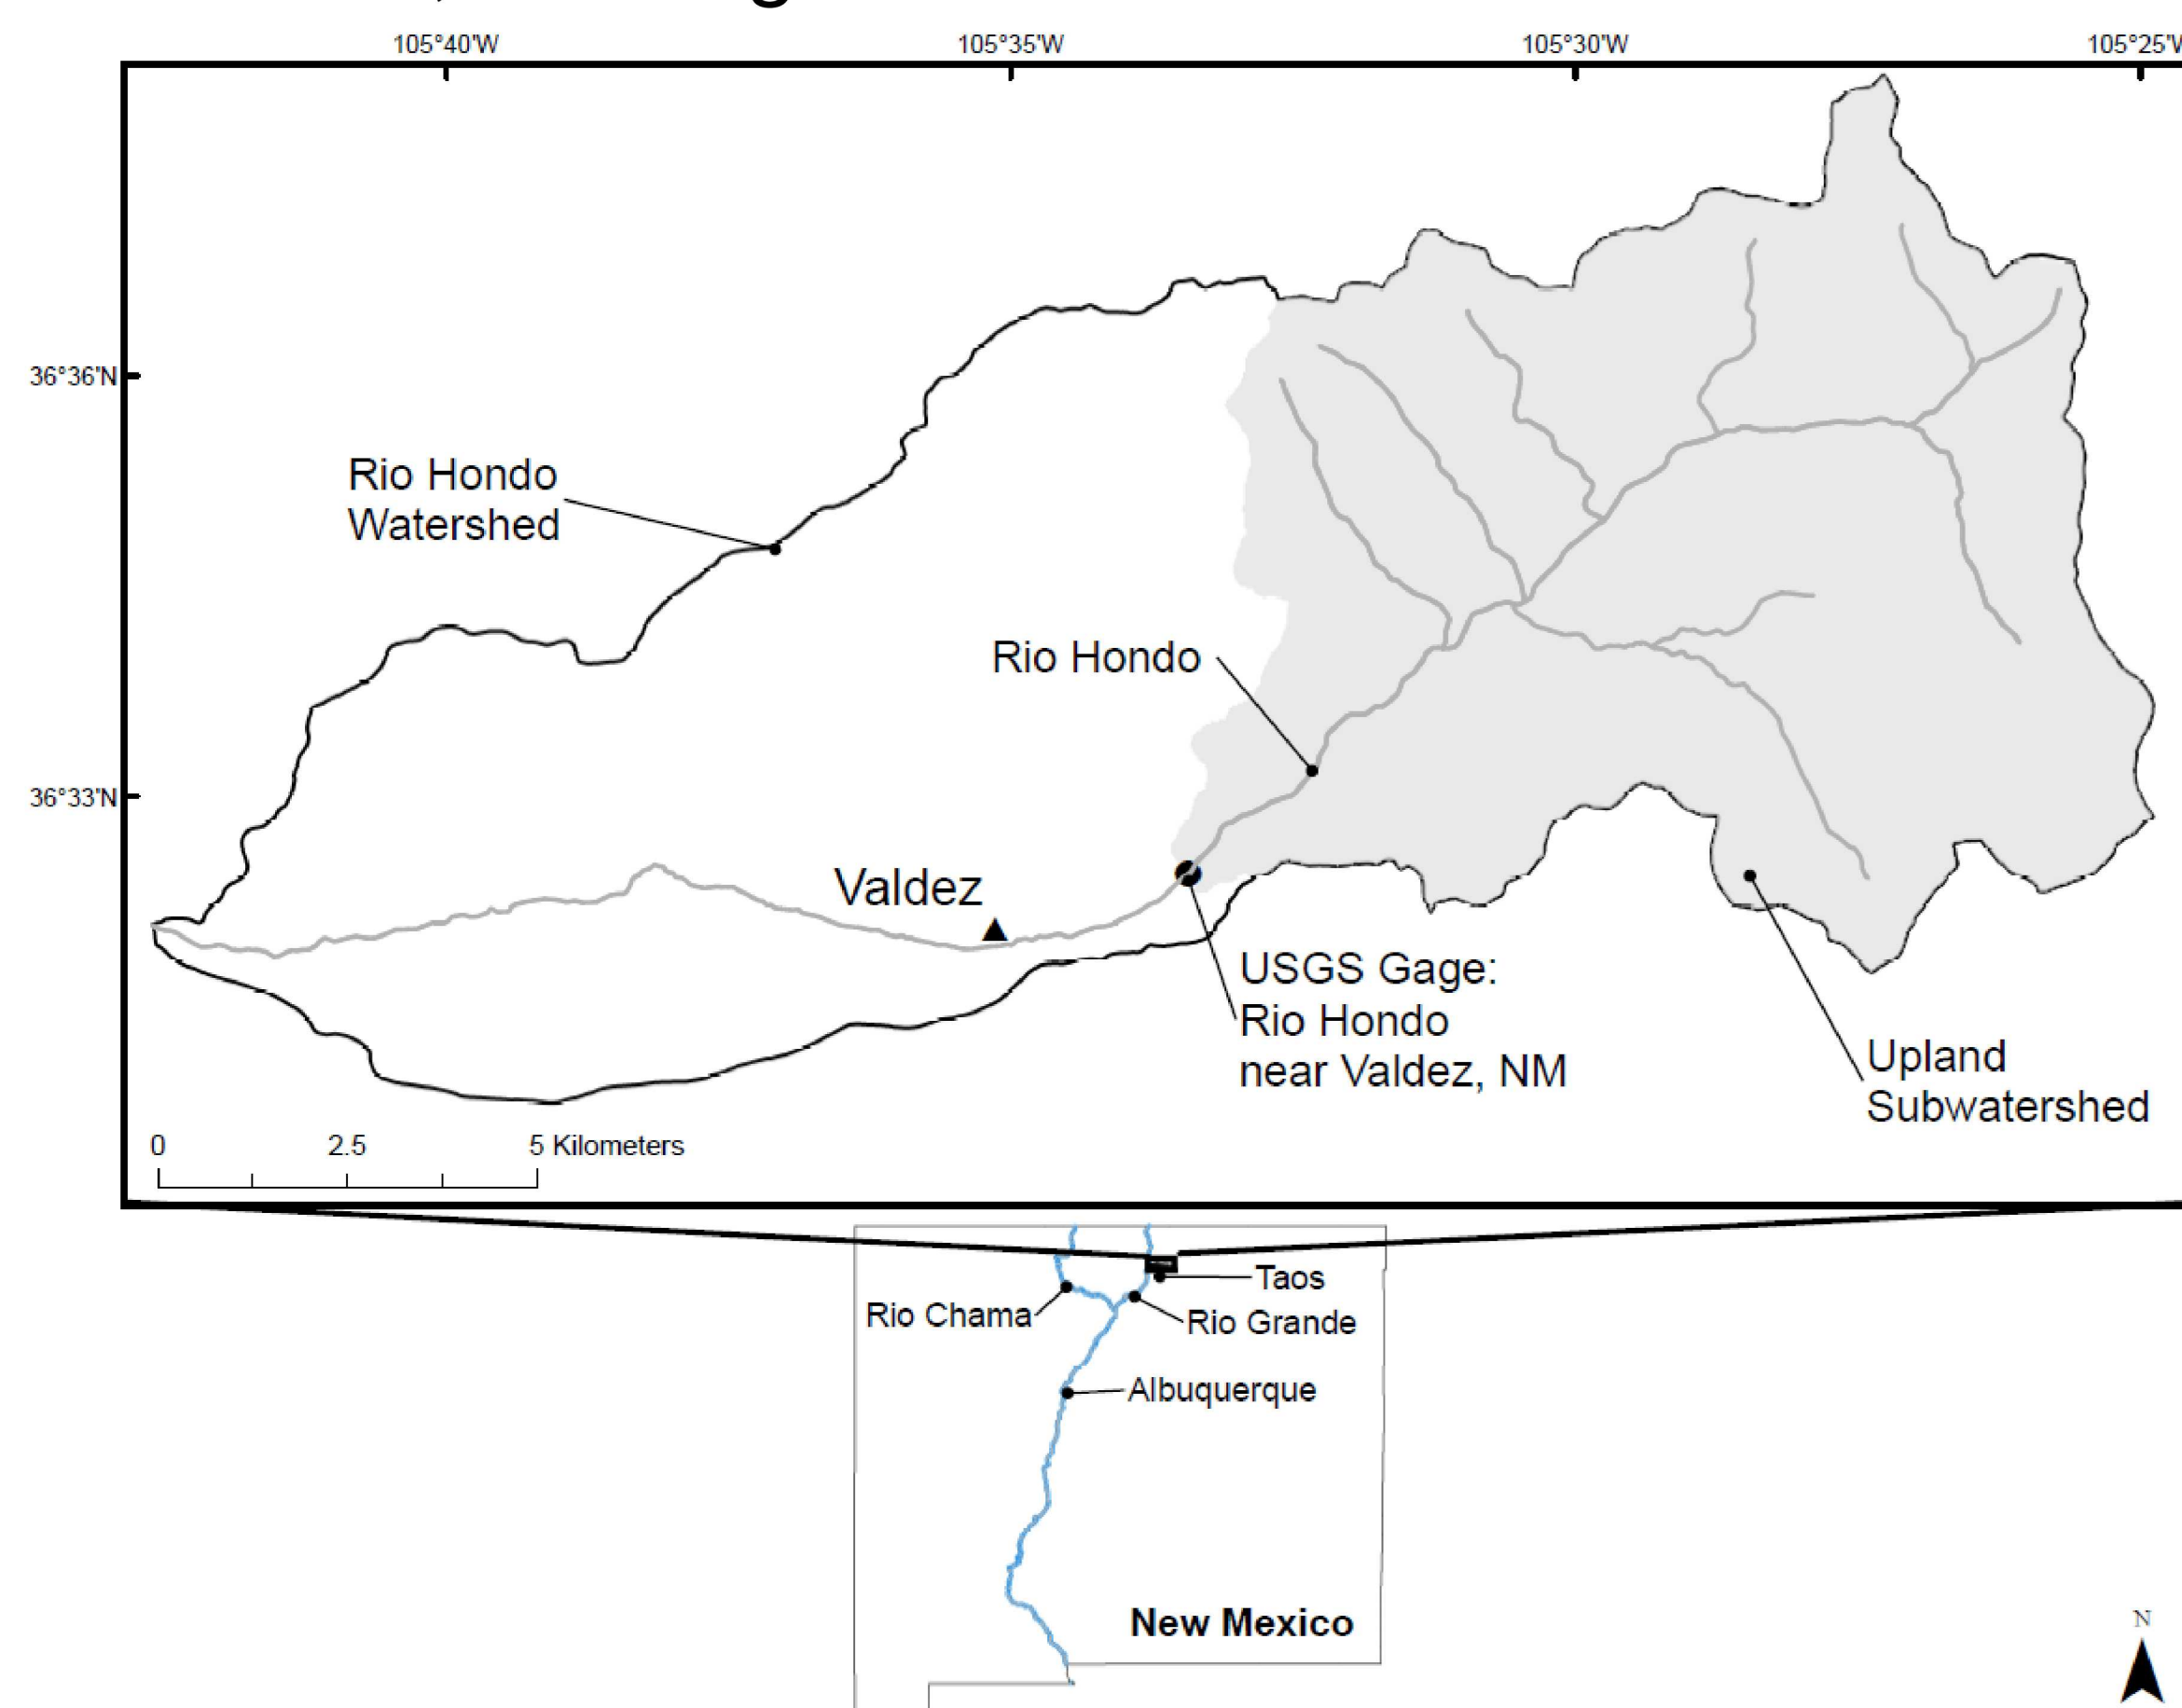 105°40'W
105°35'W
105°30'W
105°25'W
36°36'N
Rio Hondo
Watershed
Rio Hondo
36°33'N
Valdez
USGS Gage:
Rio Hondo
near Valdez, NM
Upland
Subwatershed
0 2.5 5 Kilometers
Taos
Rio Chama
Rio Grande
Albuquerque
New Mexico
N